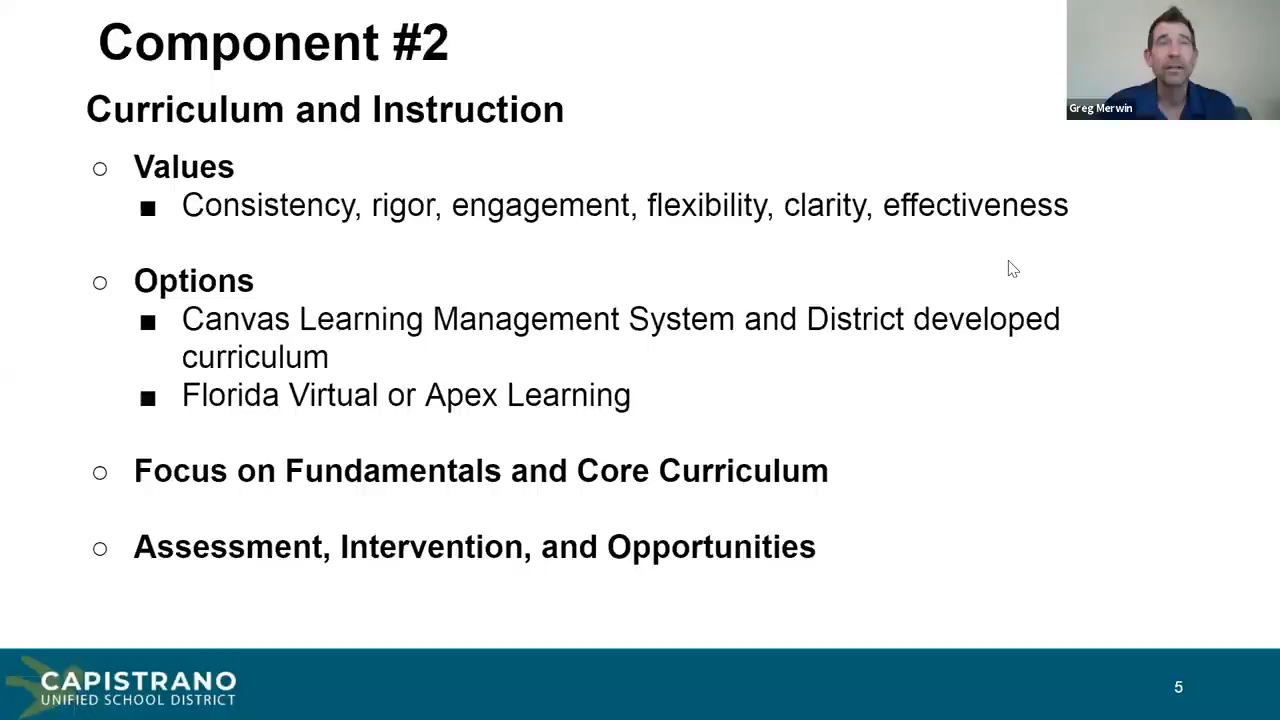 Component #2
Greg Merwin
Curriculum and Instruction
Values
Consistency, rigor, engagement, flexibility, clarity, effectiveness
Options
Canvas Learning Management System and District developed
curriculum
Florida Virtual or Apex Learning
Focus on Fundamentals and Core Curriculum
Assessment, Intervention, and Opportunities
CAPISTRANO
UNIFIED SCHOOL DISTRICT
5